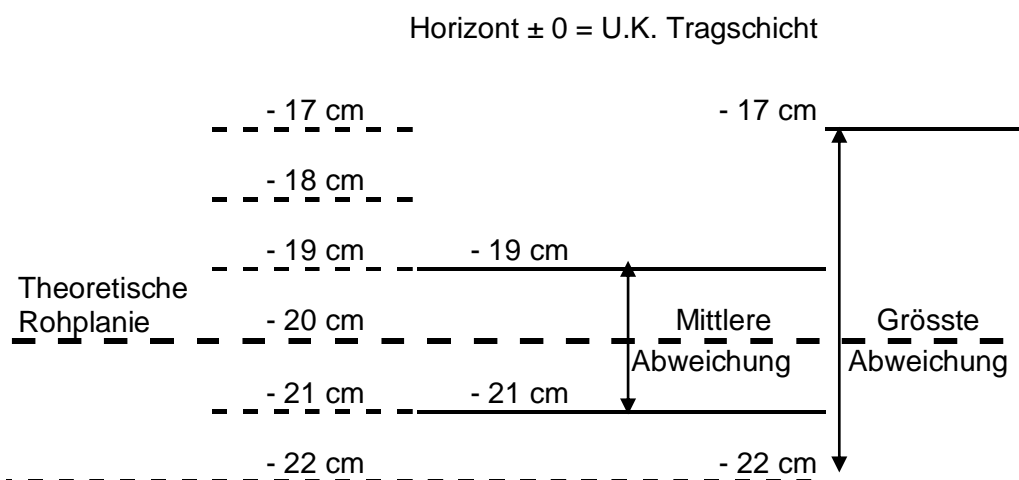 Horizont ± 0 = U.K. Tragschicht
- 17 cm - 17 cm
- 18 cm
- 19 cm - 19 cm
Theoretische
Rohplanie - 20 cm Mittlere Grösste
Abweichung Abweichung
- 21 cm - 21 cm
- 22 cm - 22 cm